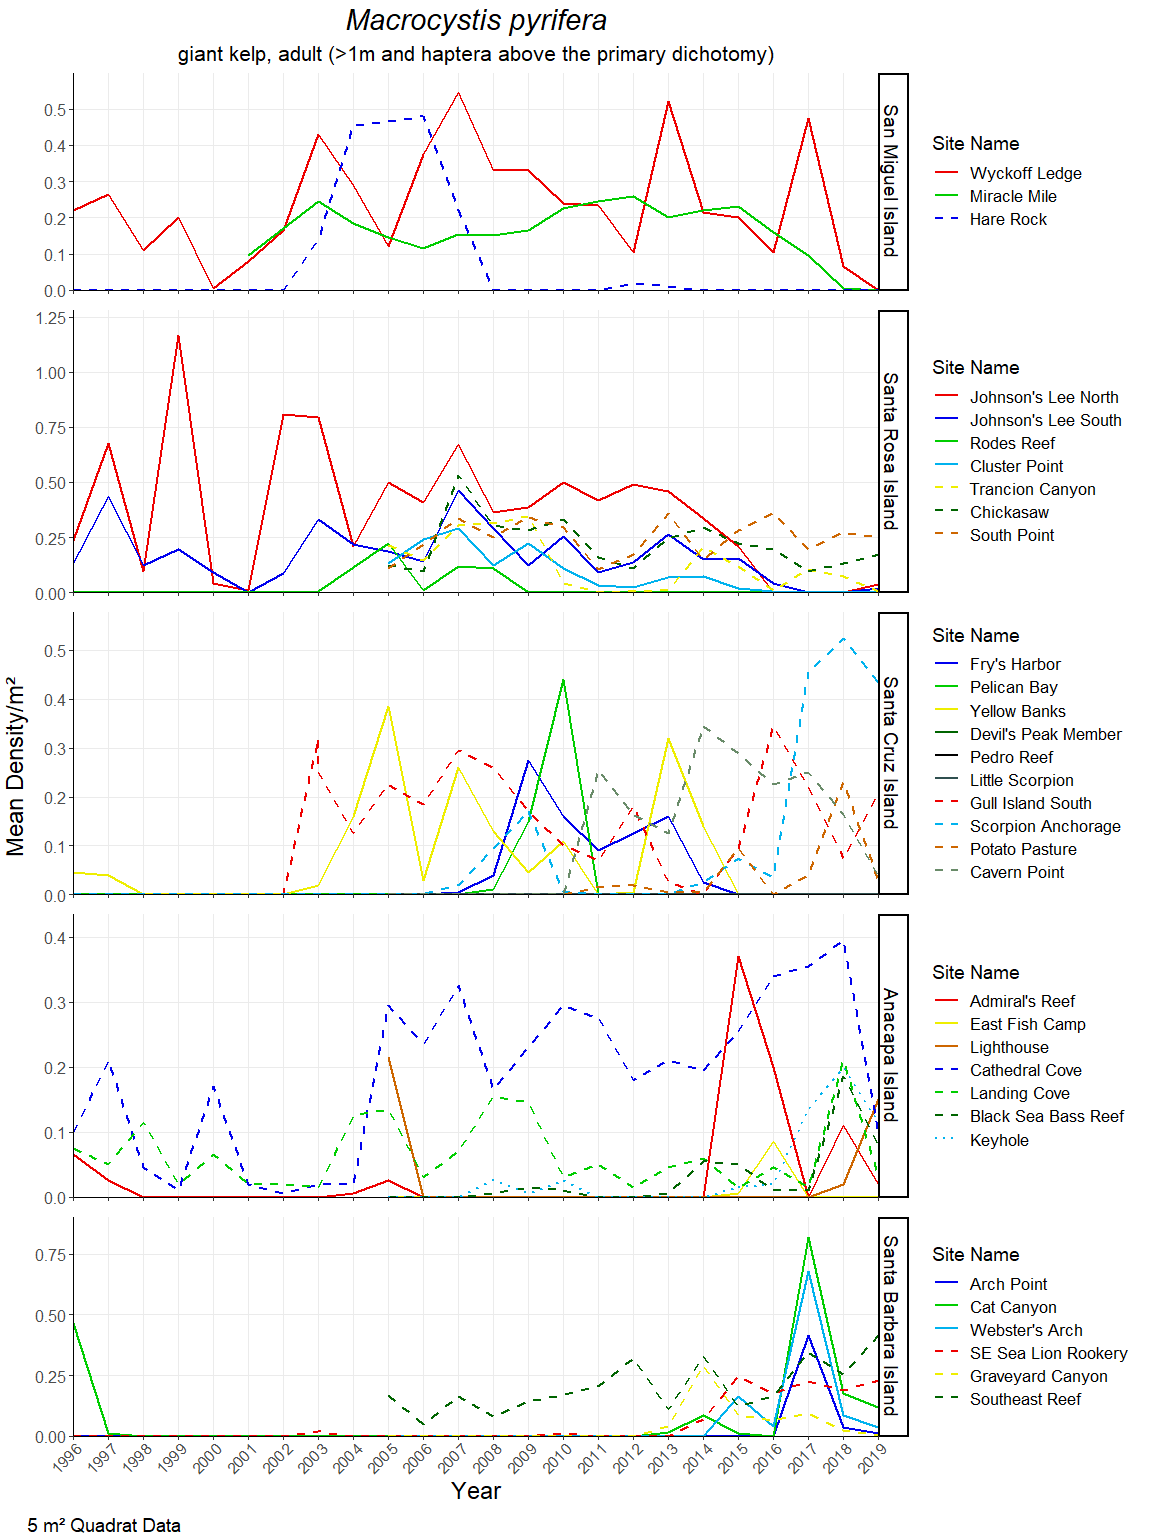 Macrocystis pyrifera
giant kelp, adult (>1m and haptera above the primary dichotomy)
Mean Density/m²
0.5
0.4
0.3
0.2
0.1
0.0
San Miguel Island
Site Name
Wyckoff Ledge
Miracle Mile
Hare Rock
1.25
1.00
0.75
0.50
0.25
0.00
Santa Rosa Island
Site Name
Johnson's Lee North
Johnson's Lee South
Rodes Reef
Cluster Point
Trancion Canyon
Chickasaw
South Point
0.5
0.4
0.3
0.2
0.1
0.0
Santa Cruz Island
Site Name
Fry's Harbor
Pelican Bay
Yellow Banks
Devil's Peak Member
Pedro Reef
Little Scorpion
Gull Island South
Scorpion Anchorage
Potato Pasture
Cavern Point
0.4
0.3
0.2
0.1
0.0
Anacapa Island
Site Name
Admiral's Reef
East Fish Camp
Lighthouse
Cathedral Cove
Landing Cove
Black Sea Bass Reef
Keyhole
0.75
0.50
0.25
0.00
Santa Barbara Island
Site Name
Arch Point
Cat Canyon
Webster's Arch
SE Sea Lion Rookery
Graveyard Canyon
Southeast Reef
1996 1997 1998 1999 2000 2001 2002 2003 2004 2005 2006 2007 2008 2009 2010 2011 2012 2013 2014 2015 2016 2017 2018 2019
Year
5 m² Quadrat Data